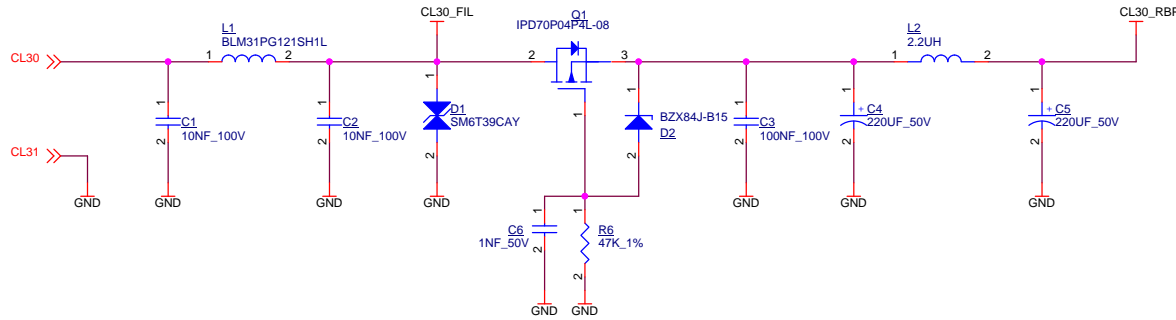 CL30_FIL
CL30_RBF
Q1
IPD70P04P4L-08
L1
BLM31PG121SH1L
L2
2.2UH
CL30
1
2
2
3
1
2
1
2
C1
10NF_100V
1
2
C2
10NF_100V
1
2
D1
SM6T39CAY
1
1
2
BZX84J-B15
D2
1
2
C3
100NF_100V
1
2
C4
220UF_50V
1
2
C5
220UF_50V
CL31
GND
GND
GND
GND
GND
GND
GND
1
2
C6
1NF_50V
1
2
R6
47K_1%
GND
GND